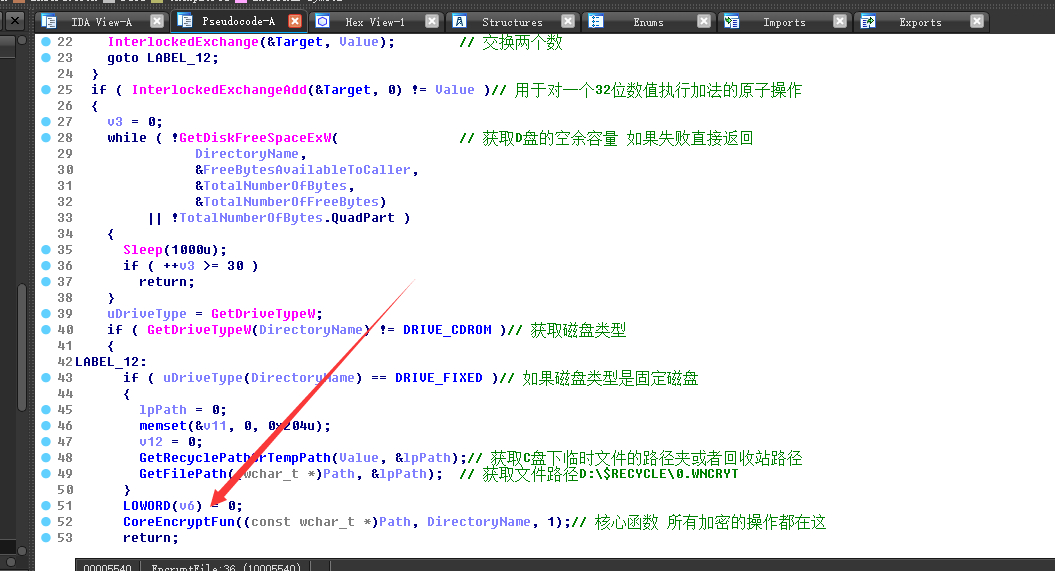 IDA View-A Pseudocode-A Hex View-1 Structures Enums Imports Exports
22 InterlockedExchange(&Target, Value); // 交换两个数
23 goto LABEL_12;
24 }
25 if ( InterlockedExchangeAdd(&Target, 0) != Value )// 用于对一个32位数值执行加法的原子操作
26 {
27 v3 = 0;
28 while ( !GetDiskFreeSpaceExW( // 获取D盘的空余容量 如果失败直接返回
29 DirectoryName,
30 &FreeBytesAvailableToCaller,
31 &TotalNumberOfBytes,
32 &TotalNumberOfFreeBytes)
33 || !TotalNumberOfBytes.QuadPart )
34 {
35 Sleep(1000u);
36 if ( ++v3 >= 30 )
37 return;
38 }
39 uDriveType = GetDriveTypeW;
40 if ( GetDriveTypeW(DirectoryName) != DRIVE_CDROM )// 获取磁盘类型
41 {
42 LABEL_12:
43 if ( uDriveType(DirectoryName) == DRIVE_FIXED )// 如果磁盘类型是固定磁盘
44 {
45 lpPath = 0;
46 memset(&v11, 0, 0x204u);
47 v12 = 0;
48 GetRecyclePathOrTempPath(Value, &lpPath);// 获取C盘下临时文件的路径夹或者回收站路径
49 GetFilePath((wchar_t *)Path, &lpPath); // 获取文件路径D:\$RECYCLE\0.WNCRYT
50 }
51 LOWORD(v6) = 0;
52 CoreEncryptFun((const wchar_t *)Path, DirectoryName, 1);// 核心函数 所有加密的操作都在这
53 return;
00005540 EncryptFile:36 (10005540)